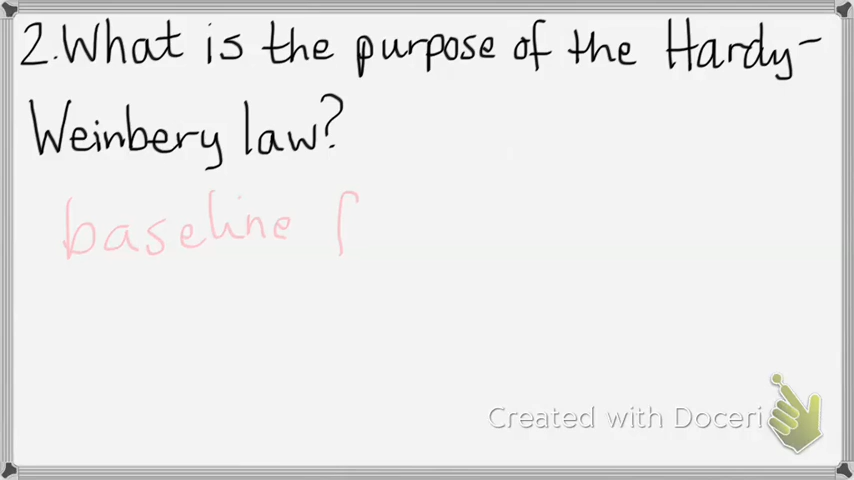 2.What is the purpose of the Hardy-
Weinbery law?
baseline f
Created with Doceri